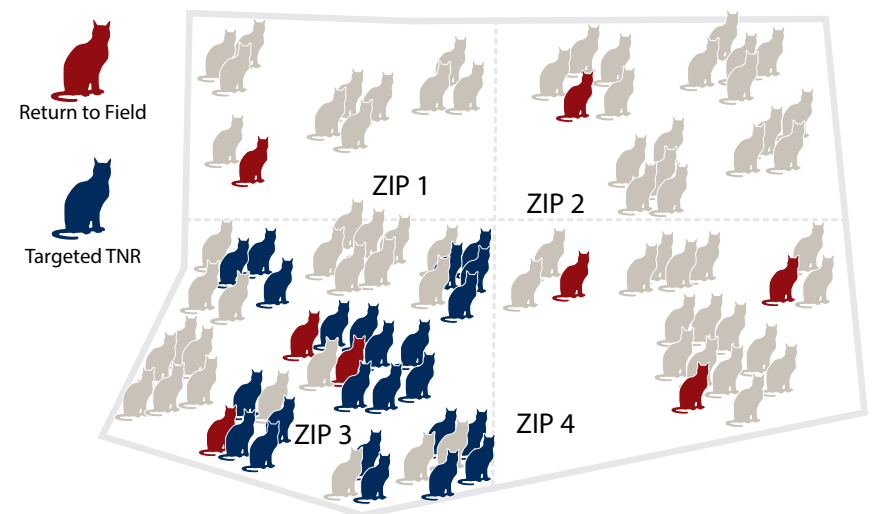 Return to Field
Targeted TNR
ZIP 1
ZIP 2
ZIP 3
ZIP 4